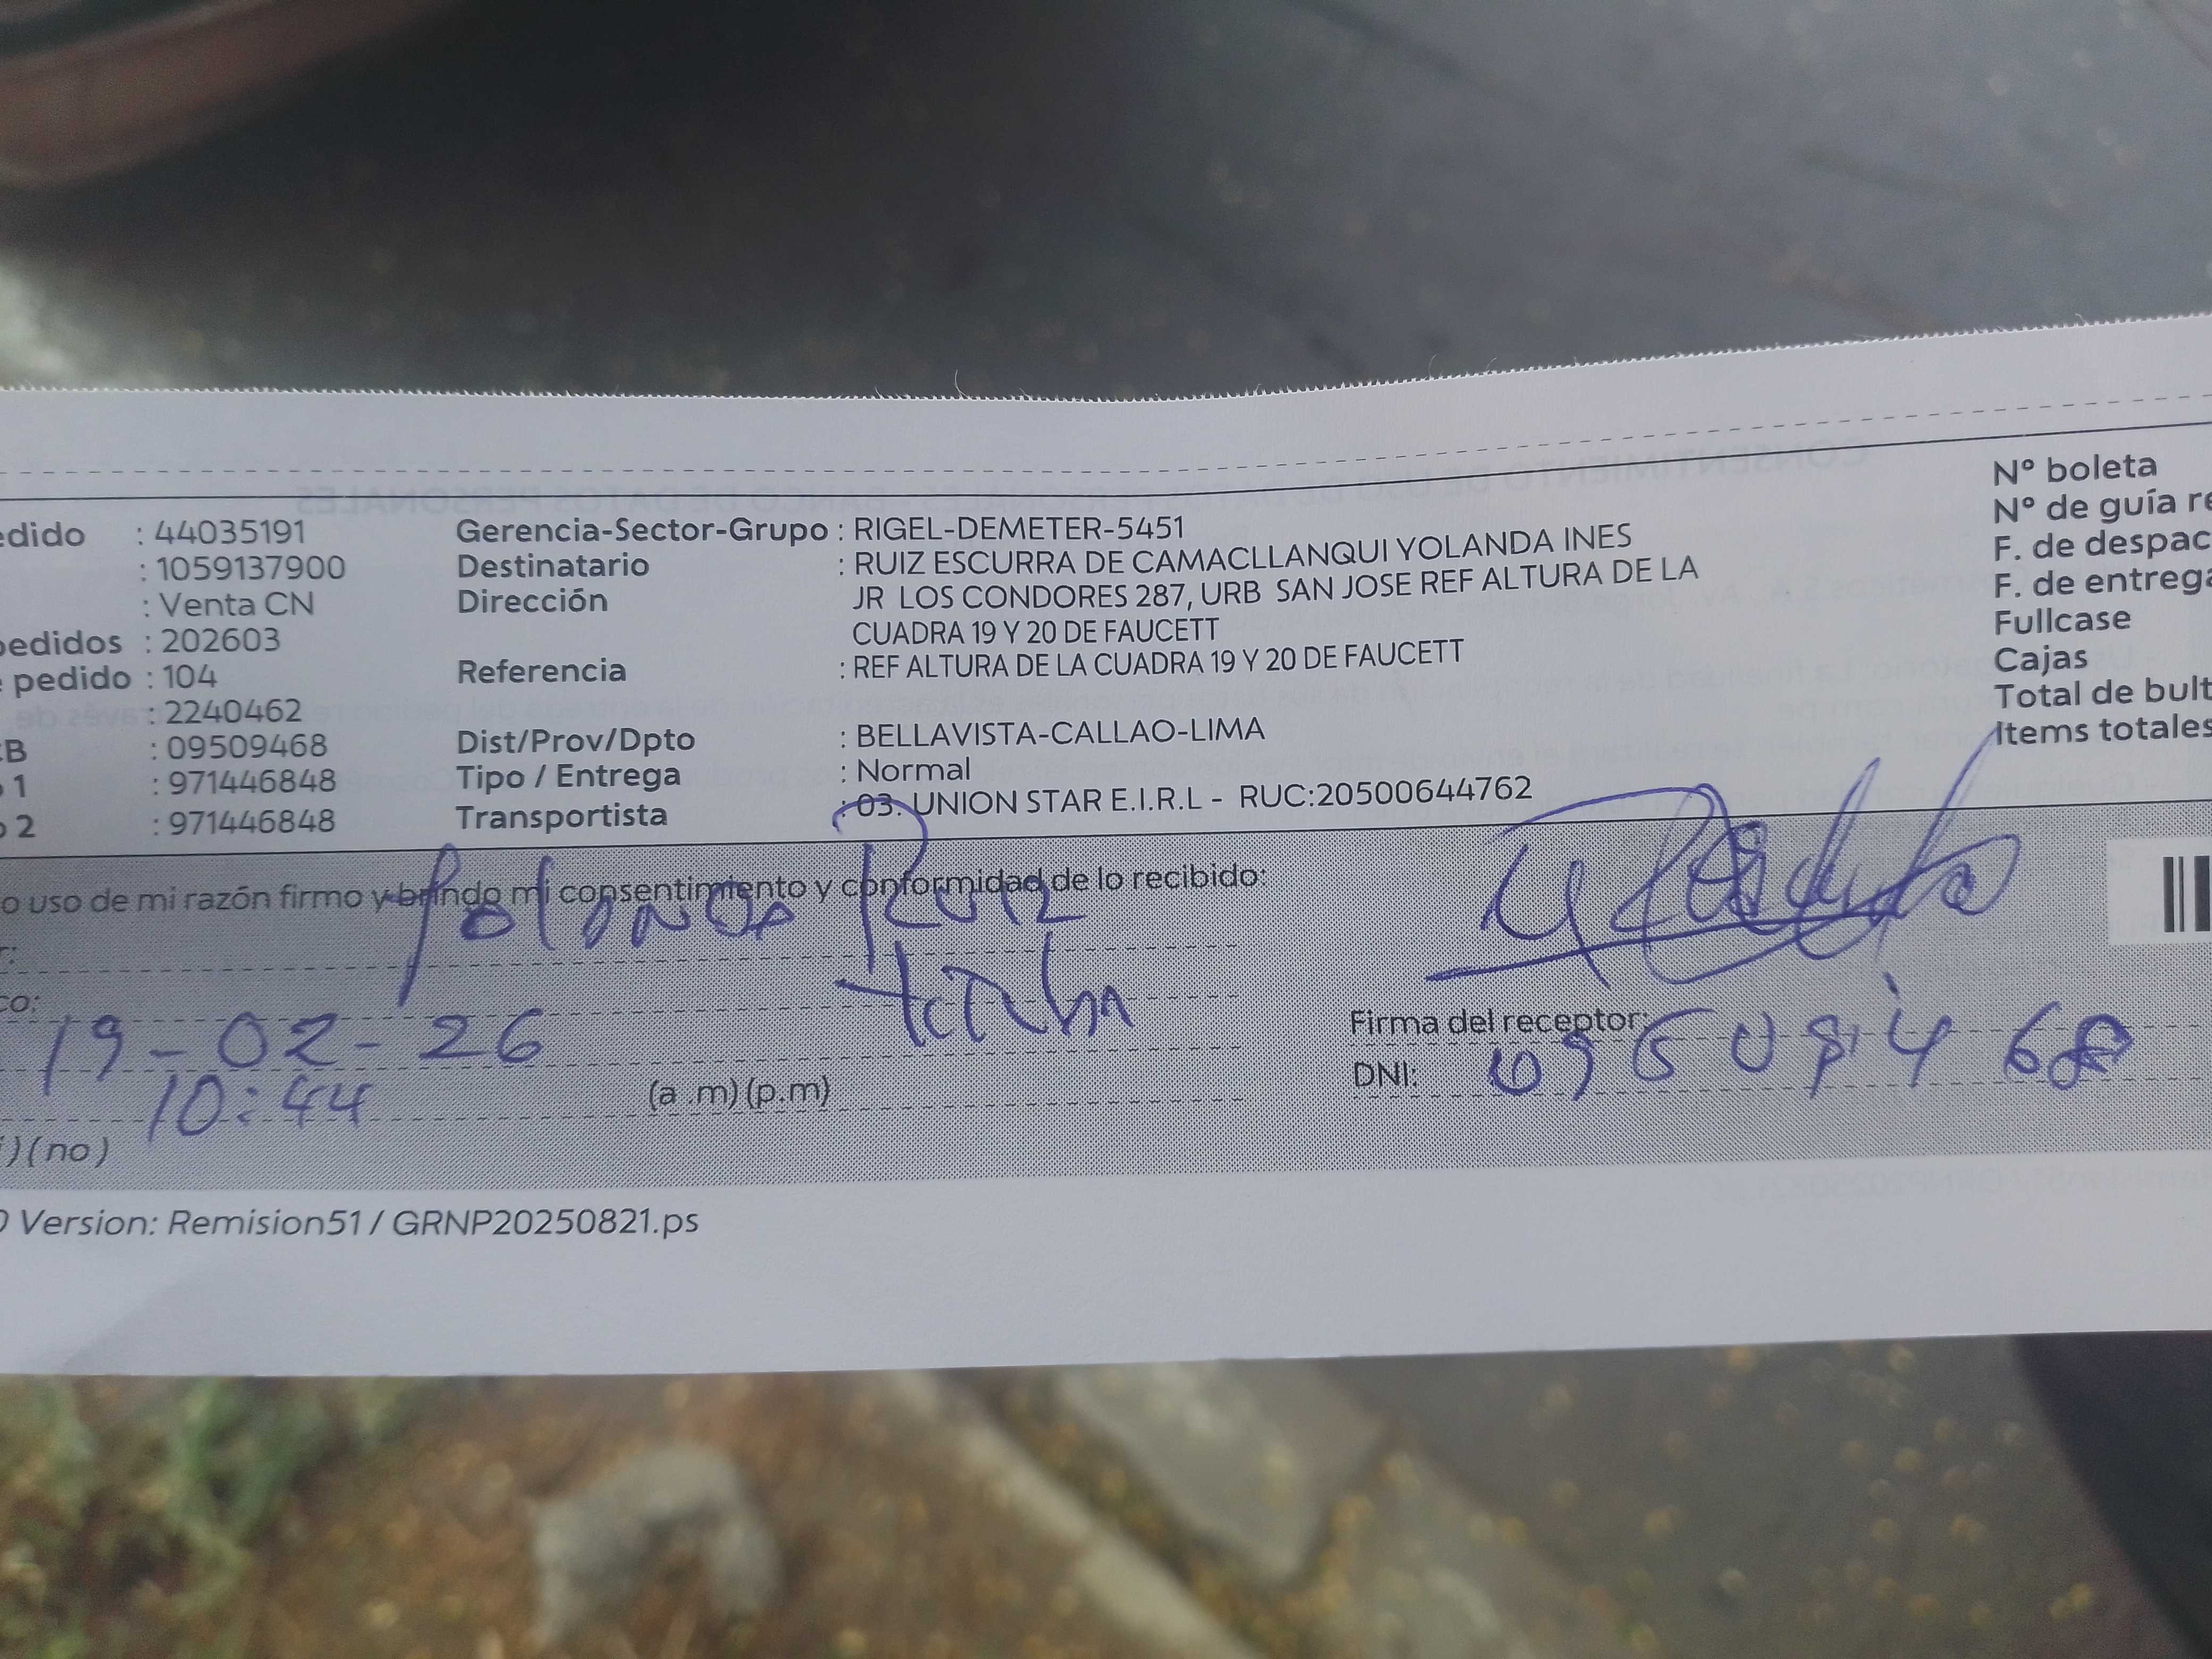 edido : 44035191
: 1059137900
: Venta CN
pedidos : 202603
pedido : 104
: 2240462
CB : 09509468
1 : 971446848
2 : 971446848
Gerencia-Sector-Grupo : RIGEL-DEMETER-5451
Destinatario : RUIZ ESCURRA DE CAMACLLANQUI YOLANDA INES
Dirección JR LOS CONDORES 287, URB SAN JOSE REF ALTURA DE LA
CUADRA 19 Y 20 DE FAUCETT
Referencia : REF ALTURA DE LA CUADRA 19 Y 20 DE FAUCETT
Dist/Prov/Dpto : BELLAVISTA-CALLAO-LIMA
Tipo / Entrega : Normal
Transportista : 03. UNION STAR E.I.R.L - RUC:20500644762
N° boleta
N° de guía re
F. de despac
F. de entrega
Fullcase
Cajas
Total de bult
Items totales
o uso de mi razón firmo y brindo mi consentimiento y conformidad de lo recibido:
Yolanda Ruiz
r:
co:
19-02-26
10:44 (a .m) (p.m)
Firma del receptor:
DNI: 09509468
) (no)
Version: Remision51 / GRNP20250821.ps